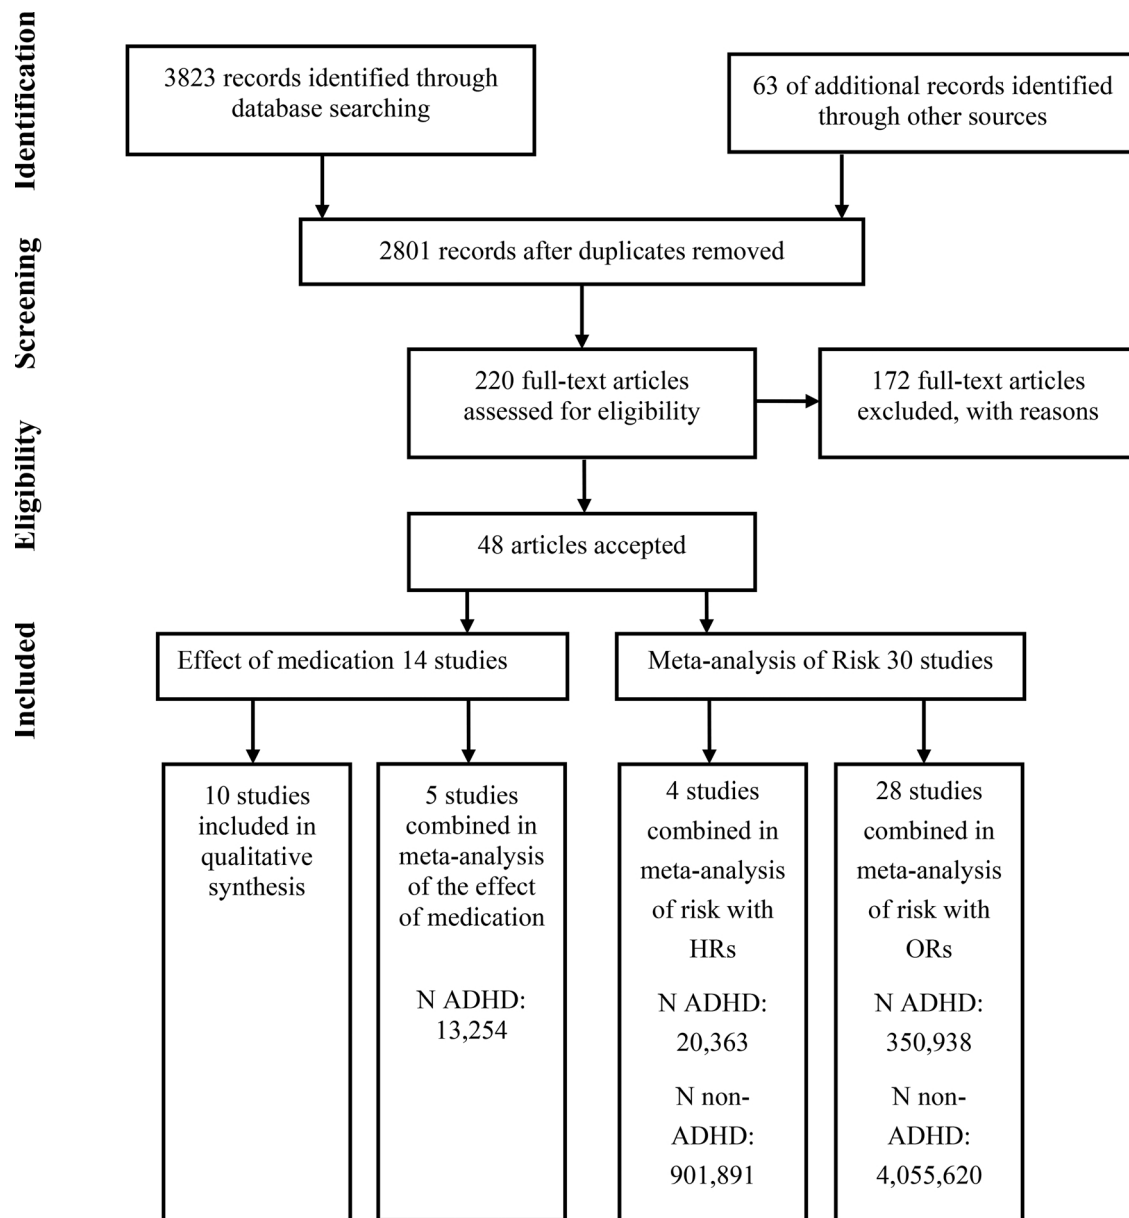 Identification
3823 records identified through
database searching
63 of additional records identified
through other sources
Screening
2801 records after duplicates removed
220 full-text articles
assessed for eligibility
172 full-text articles
excluded, with reasons
Eligibility
48 articles accepted
Included
Effect of medication 14 studies
Meta-analysis of Risk 30 studies
10 studies
included in
qualitative
synthesis
5 studies
combined in
meta-analysis
of the effect
of medication
N ADHD:
13,254
4 studies
combined in
meta-analysis
of risk with
HRs
N ADHD:
20,363
N non-
ADHD:
901,891
28 studies
combined in
meta-analysis
of risk with
ORs
N ADHD:
350,938
N non-
ADHD:
4,055,620